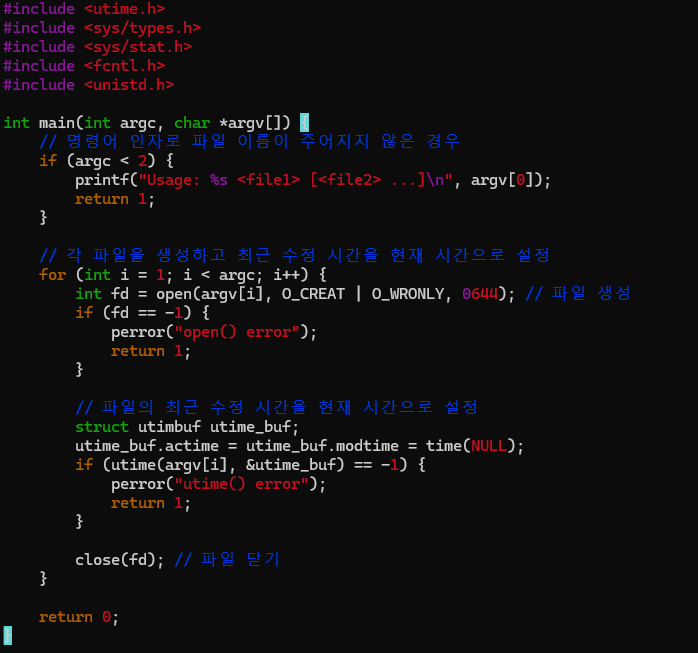 #include <utime.h>
#include <sys/types.h>
#include <sys/stat.h>
#include <fcntl.h>
#include <unistd.h>

int main(int argc, char *argv[]) {
    // 명령어 인자로 파일 이름이 주어지지 않은 경우
    if (argc < 2) {
        printf("Usage: %s <file1> [<file2> ...]\n", argv[0]);
        return 1;
    }

    // 각 파일을 생성하고 최근 수정 시간을 현재 시간으로 설정
    for (int i = 1; i < argc; i++) {
        int fd = open(argv[i], O_CREAT | O_WRONLY, 0644); // 파일 생성
        if (fd == -1) {
            perror("open() error");
            return 1;
        }

        // 파일의 최근 수정 시간을 현재 시간으로 설정
        struct utimbuf utime_buf;
        utime_buf.actime = utime_buf.modtime = time(NULL);
        if (utime(argv[i], &utime_buf) == -1) {
            perror("utime() error");
            return 1;
        }

        close(fd); // 파일 닫기
    }

    return 0;
}